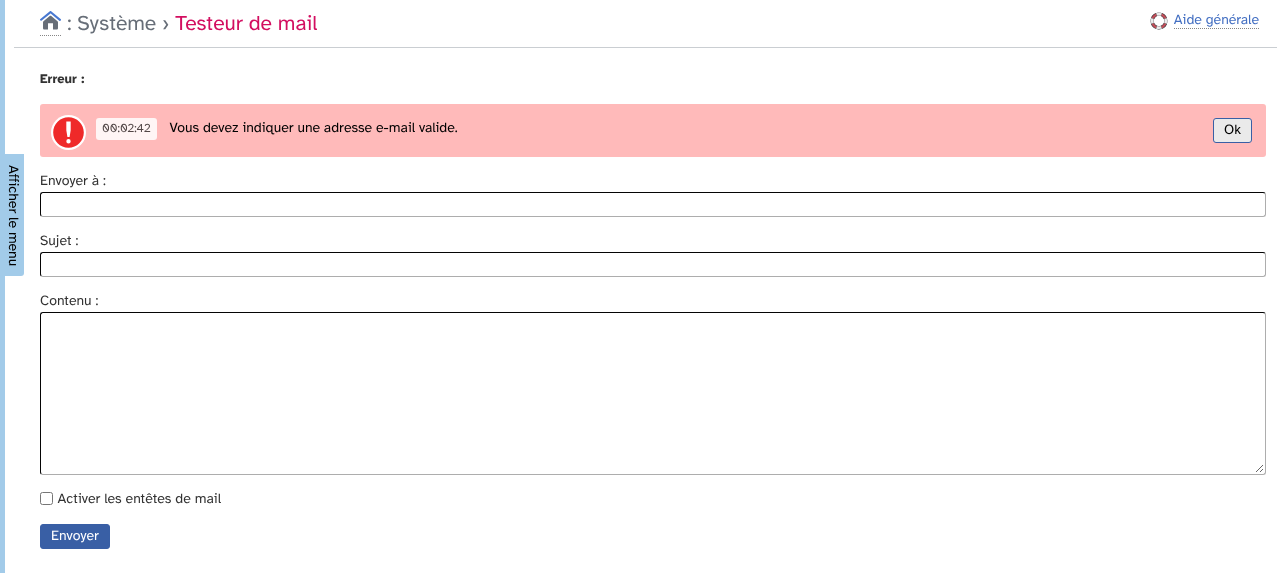 : Système › Testeur de mail
Aide générale
Erreur :
00:02:42 Vous devez indiquer une adresse e-mail valide.
Ok
Afficher le menu
Envoyer à :
Sujet :
Contenu :
Activer les entêtes de mail
Envoyer